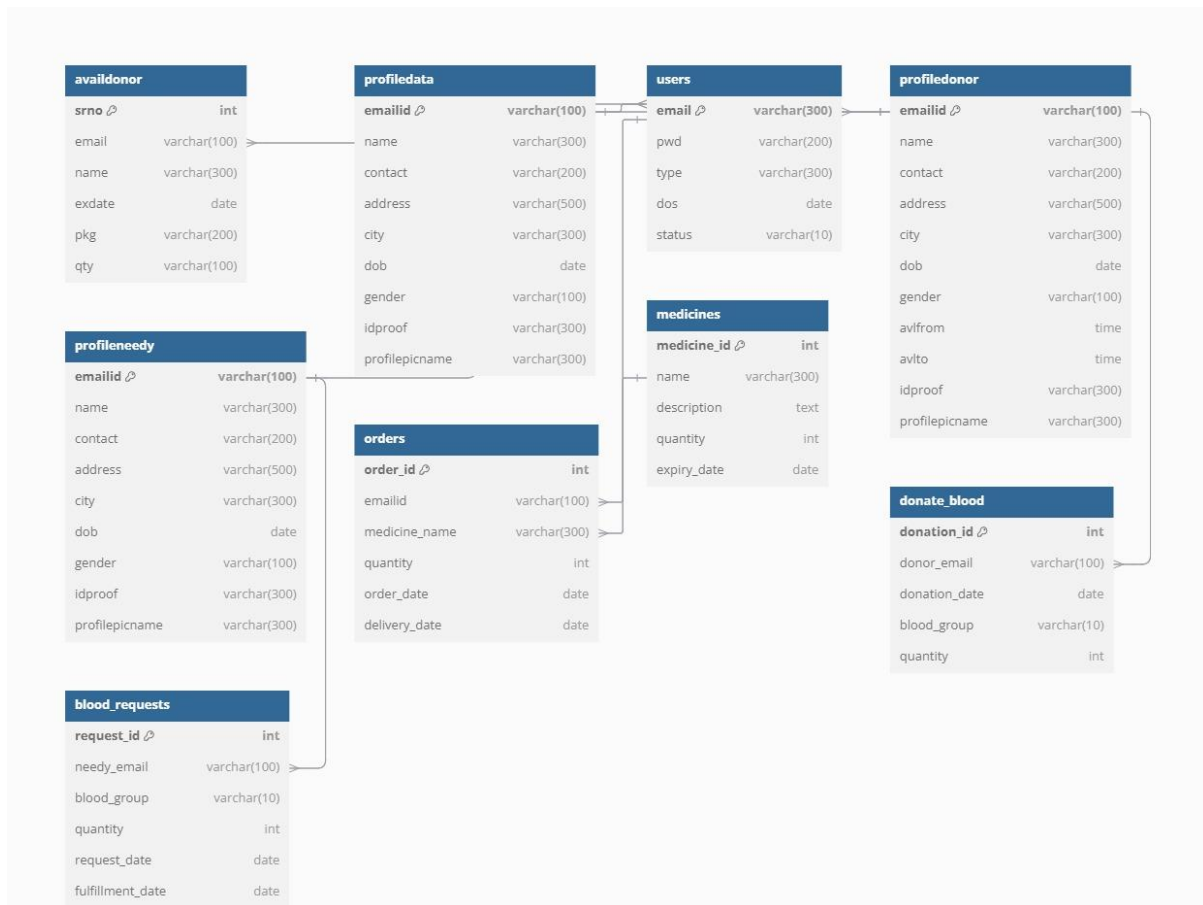 availdonor
srno int
email varchar(100)
name varchar(300)
exdate date
pkg varchar(200)
qty varchar(100)
profiledata
emailid varchar(100)
name varchar(300)
contact varchar(200)
address varchar(500)
city varchar(300)
dob date
gender varchar(100)
idproof varchar(300)
profilepicname varchar(300)
users
email varchar(300)
pwd varchar(200)
type varchar(300)
dos date
status varchar(10)
profiledonor
emailid varchar(100)
name varchar(300)
contact varchar(200)
address varchar(500)
city varchar(300)
dob date
gender varchar(100)
avlfrom time
avlto time
idproof varchar(300)
profilepicname varchar(300)
profileneedy
emailid varchar(100)
name varchar(300)
contact varchar(200)
address varchar(500)
city varchar(300)
dob date
gender varchar(100)
idproof varchar(300)
profilepicname varchar(300)
orders
order_id int
emailid varchar(100)
medicine_name varchar(300)
quantity int
order_date date
delivery_date date
medicines
medicine_id int
name varchar(300)
description text
quantity int
expiry_date date
donate_blood
donation_id int
donor_email varchar(100)
donation_date date
blood_group varchar(10)
quantity int
blood_requests
request_id int
needy_email varchar(100)
blood_group varchar(10)
quantity int
request_date date
fulfillment_date date